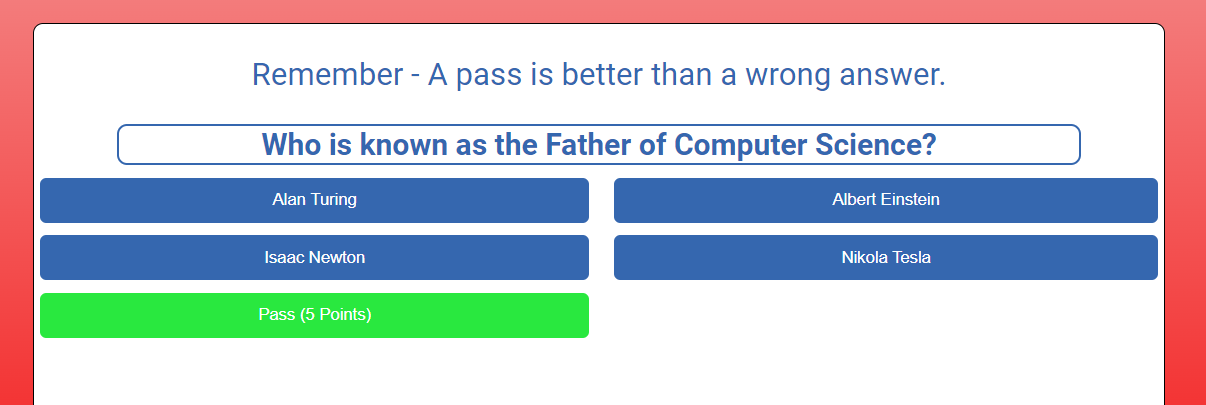 Remember - A pass is better than a wrong answer.
Who is known as the Father of Computer Science?
Alan Turing
Albert Einstein
Isaac Newton
Nikola Tesla
Pass (5 Points)